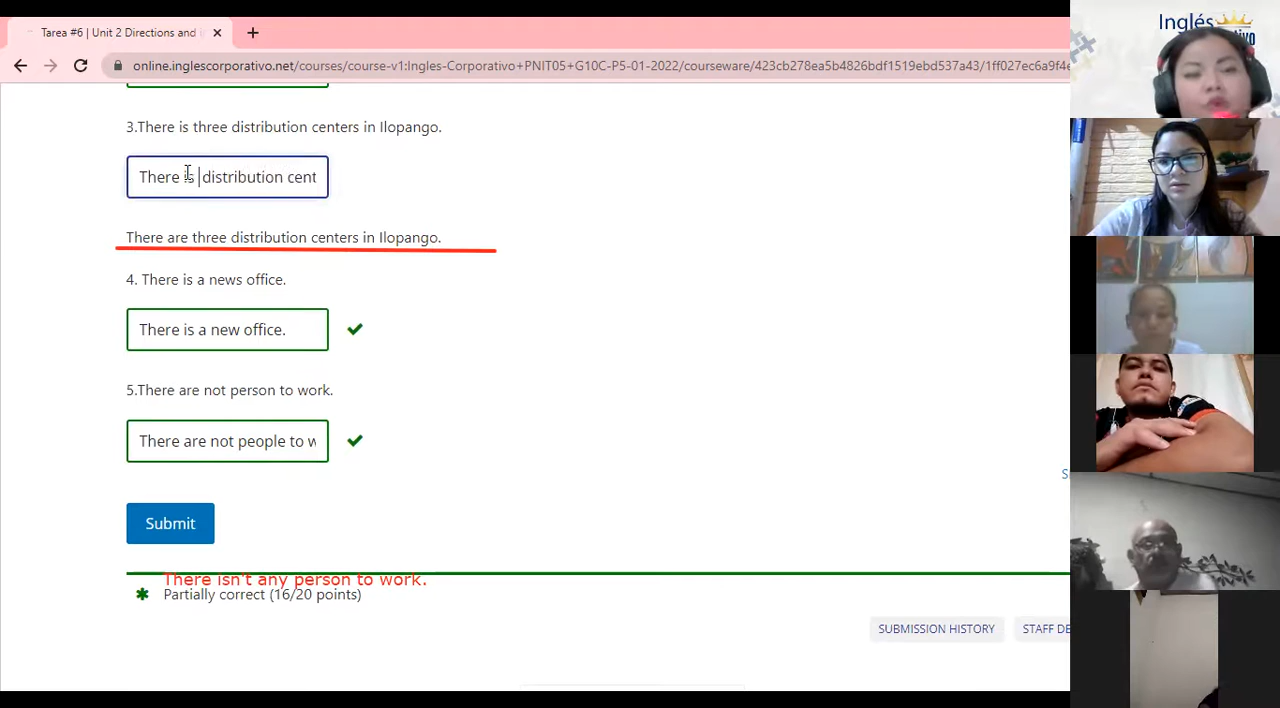 Tarea #6 | Unit 2 Directions and
online.inglescorporativo.net/courses/course-v1:Ingles-Corporativo+PNIT05+G10C-P5-01-2022/courseware/423cb278ea5b4826bdf1519ebd537a43/1ff027ec6a9f4e
Inglés
3.There is three distribution centers in Ilopango.
There is distribution cent
There are three distribution centers in Ilopango.
4. There is a news office.
There is a new office.
5.There are not person to work.
There are not people to w
S
Submit
There isn't any person to work.
Partially correct (16/20 points)
SUBMISSION HISTORY
STAFF DE